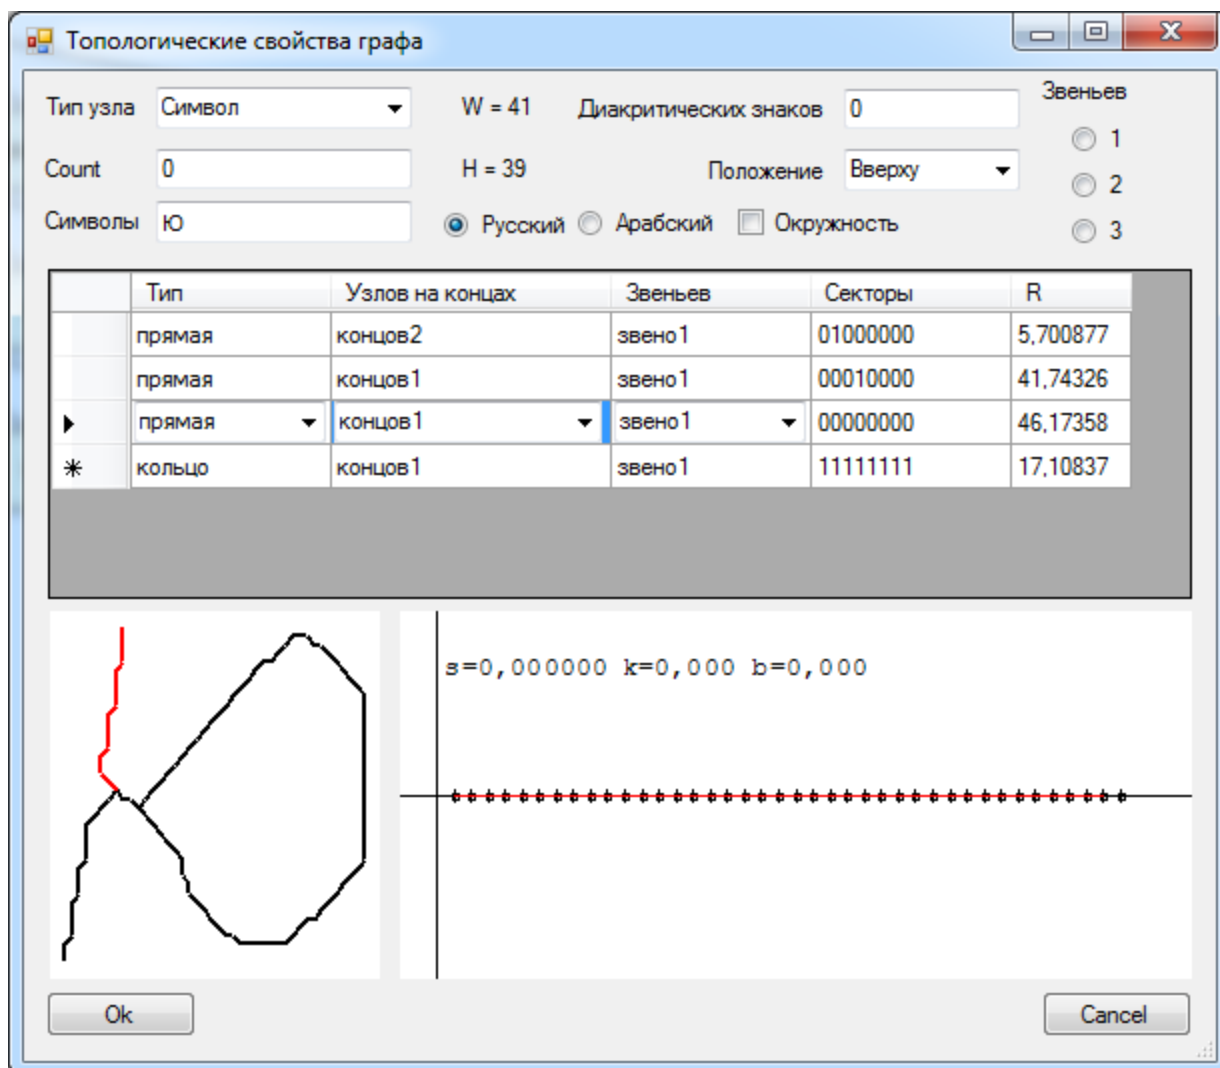 Топологические свойства графа
Тип узла Символ W = 41 Диакритических знаков 0 Звеньев
1
Count 0 H = 39 Положение Вверху
2
Символы Ю Русский Арабский Окружность
3
Тип Узлов на концах Звеньев Секторы R
прямая концов2 звено1 01000000 5,700877
прямая концов1 звено1 00010000 41,74326
прямая концов1 звено1 00000000 46,17358
кольцо концов1 звено1 11111111 17,10837
s=0,000000 k=0,000 b=0,000
Ok Cancel